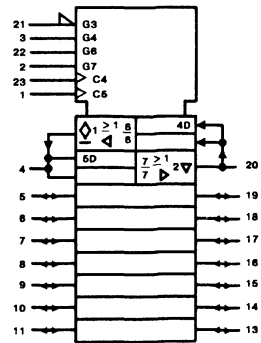 21 G3
3 G4
22 G6
2 G7
23 C4
1 C5
◇ 1 ≥1 6 4D
◁ 6
5D 7 ≥1 2▽
7 ▷
4 20
5 19
6 18
7 17
8 16
9 15
10 14
11 13